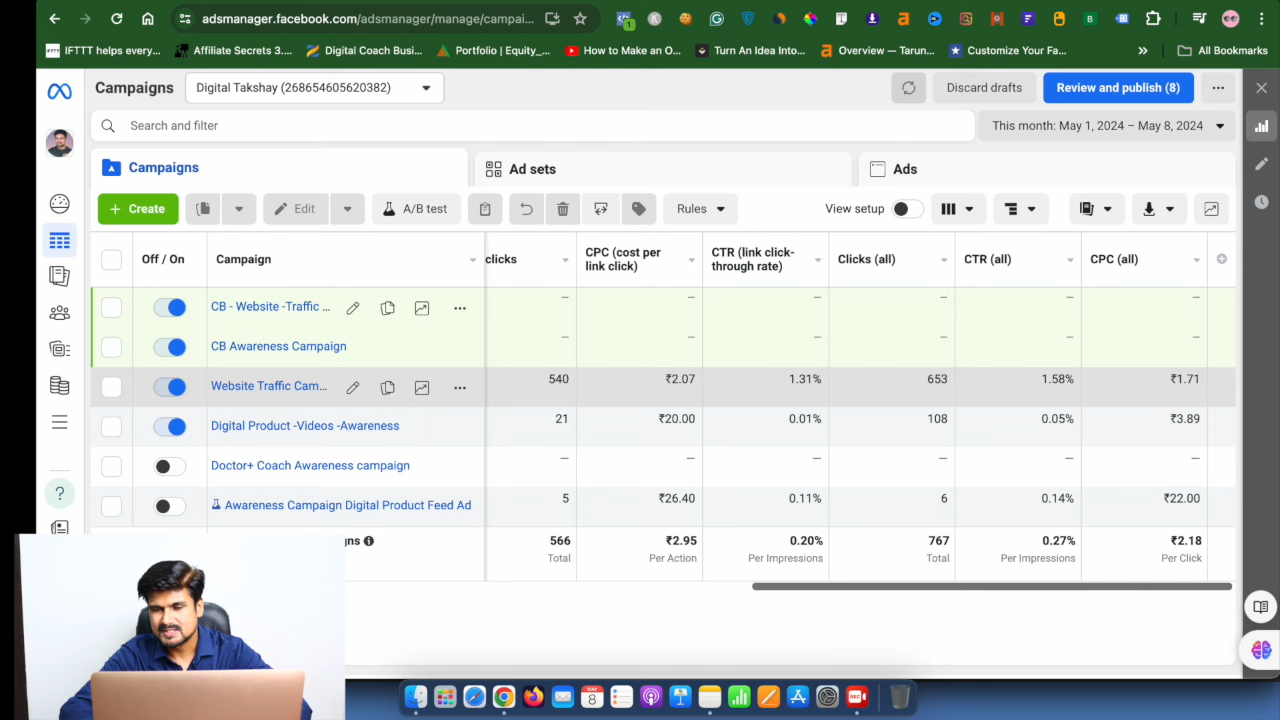 adsmanager.facebook.com/adsmanager/manage/campai...
IFTTT helps every... Affiliate Secrets 3.... Digital Coach Busi... Portfolio | Equity_... How to Make an O... Turn An Idea Into... Overview — Tarun... Customize Your Fa... » All Bookmarks
Campaigns Digital Takshay (268654605620382) Discard drafts Review and publish (8)
Search and filter This month: May 1, 2024 – May 8, 2024
Campaigns Ad sets Ads
+ Create Edit A/B test Rules View setup
Off / On Campaign clicks CPC (cost per link click) CTR (link click-through rate) Clicks (all) CTR (all) CPC (all)
CB - Website -Traffic ... — — — — — —
CB Awareness Campaign — — — — — —
Website Traffic Cam... 540 ₹2.07 1.31% 653 1.58% ₹1.71
Digital Product -Videos -Awareness 21 ₹20.00 0.01% 108 0.05% ₹3.89
Doctor+ Coach Awareness campaign — — — — — —
Awareness Campaign Digital Product Feed Ad 5 ₹26.40 0.11% 6 0.14% ₹22.00
gns 566 ₹2.95 0.20% 767 0.27% ₹2.18
Total Per Action Per Impressions Total Per Impressions Per Click